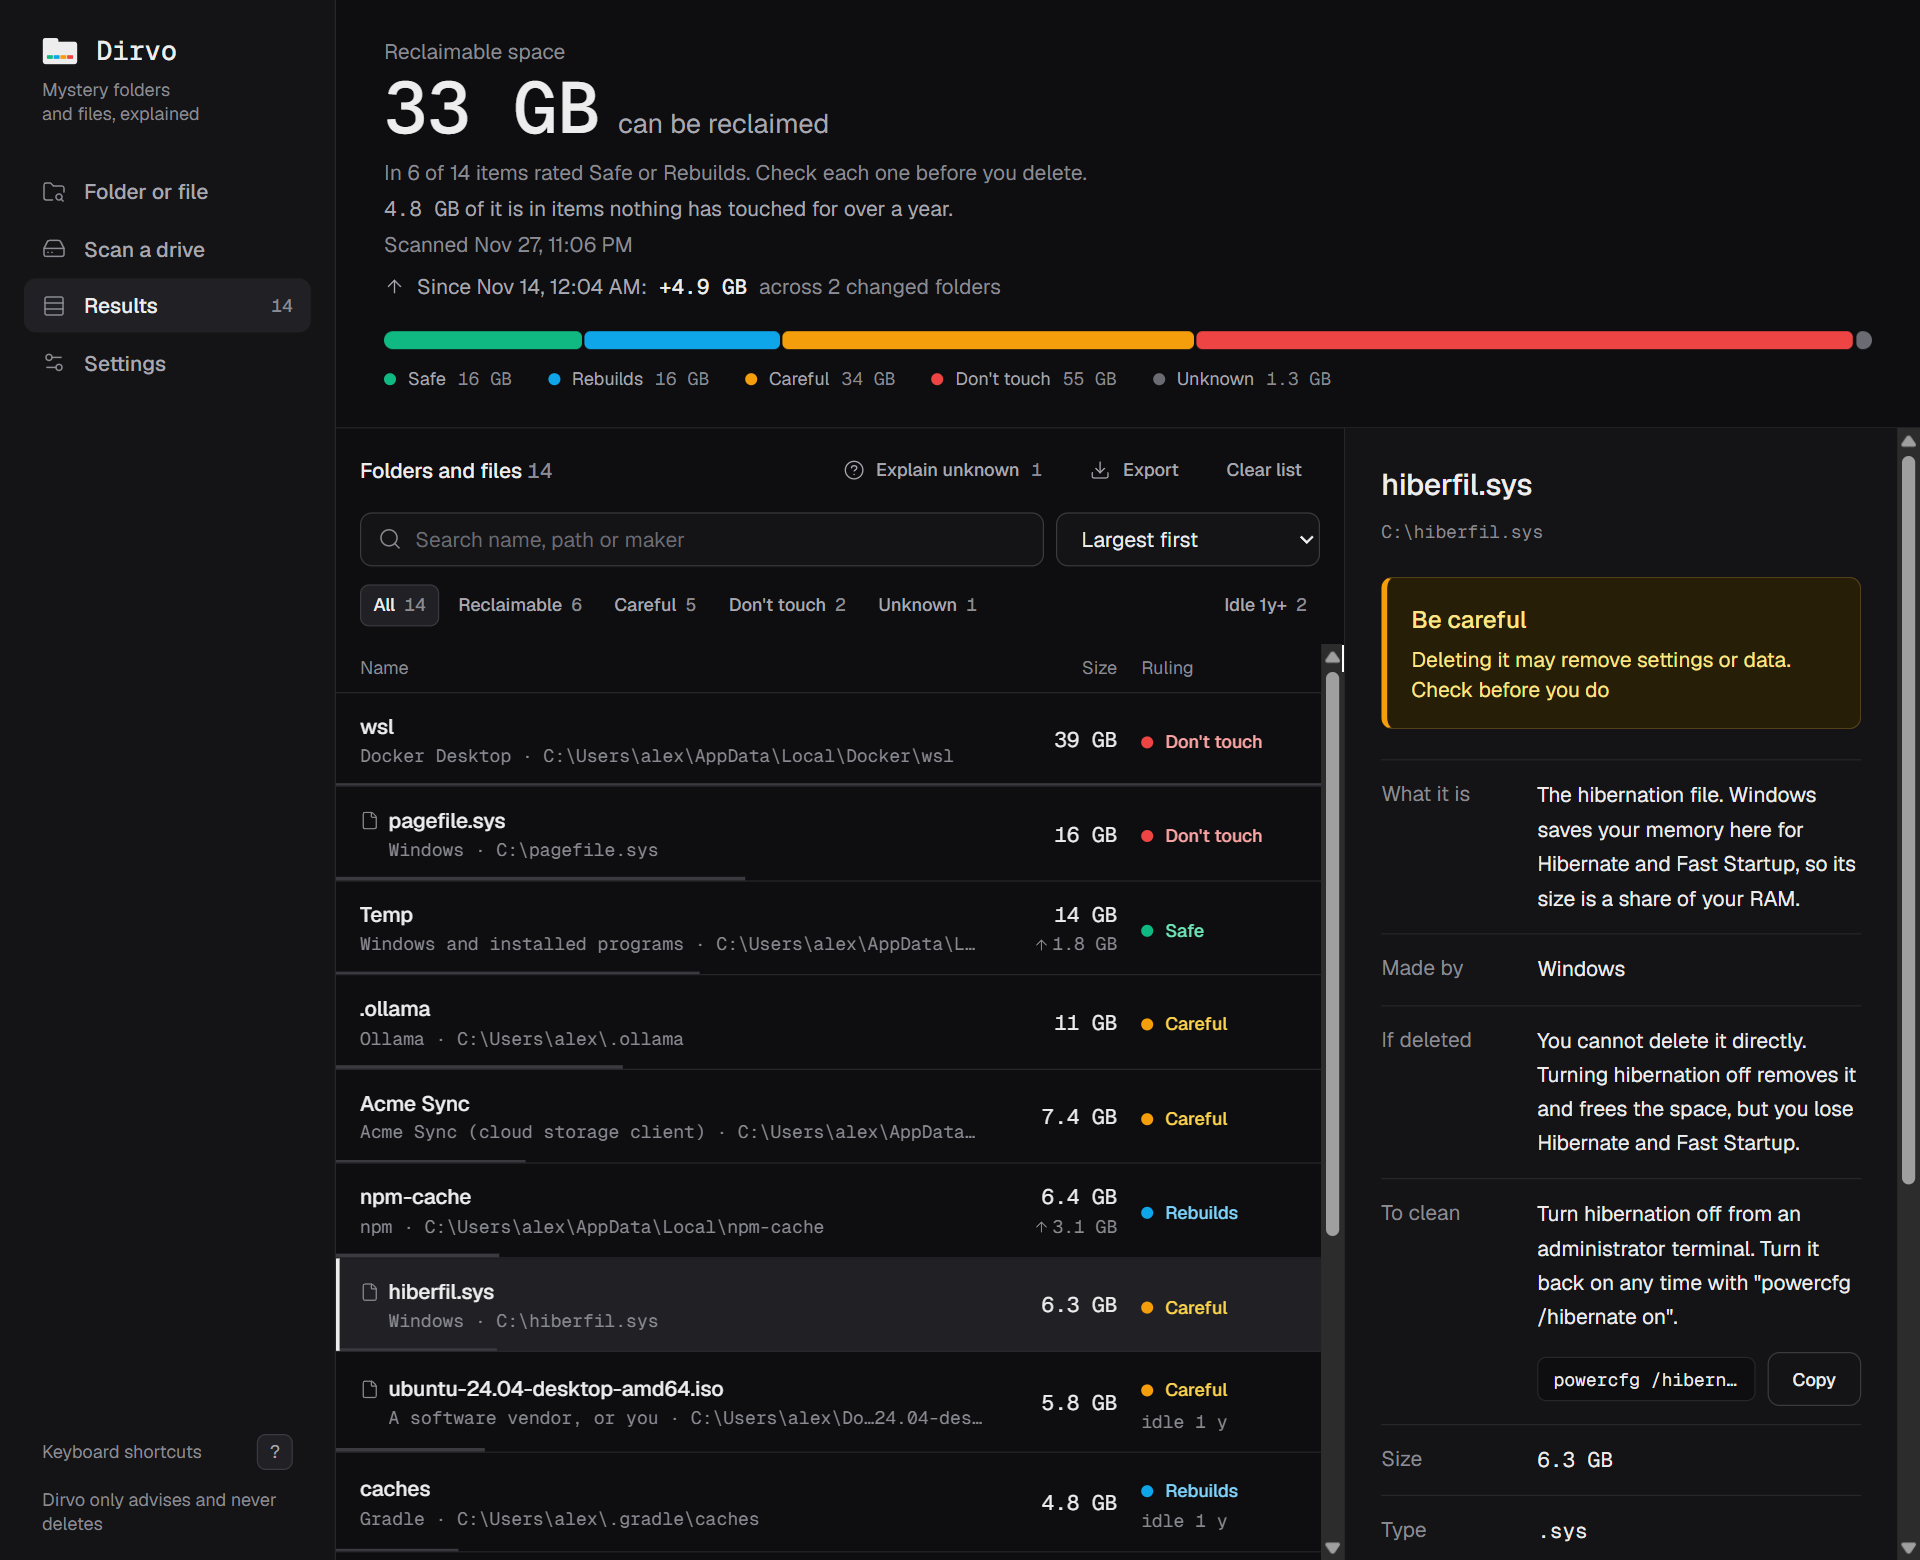 Dirvo
Mystery folders
and files, explained
Folder or file
Scan a drive
Results 14
Settings
Keyboard shortcuts ?
Dirvo only advises and never
deletes
Reclaimable space
33 GB can be reclaimed
In 6 of 14 items rated Safe or Rebuilds. Check each one before you delete.
4.8 GB of it is in items nothing has touched for over a year.
Scanned Nov 27, 11:06 PM
↑ Since Nov 14, 12:04 AM: +4.9 GB across 2 changed folders
Safe 16 GB Rebuilds 16 GB Careful 34 GB Don't touch 55 GB Unknown 1.3 GB
Folders and files 14
Explain unknown 1 Export Clear list
Search name, path or maker
Largest first
All 14 Reclaimable 6 Careful 5 Don't touch 2 Unknown 1 Idle 1y+ 2
Name Size Ruling
wsl
Docker Desktop · C:\Users\alex\AppData\Local\Docker\wsl
39 GB Don't touch
pagefile.sys
Windows · C:\pagefile.sys
16 GB Don't touch
Temp
Windows and installed programs · C:\Users\alex\AppData\L…
14 GB
↑ 1.8 GB
Safe
.ollama
Ollama · C:\Users\alex\.ollama
11 GB Careful
Acme Sync
Acme Sync (cloud storage client) · C:\Users\alex\AppData…
7.4 GB Careful
npm-cache
npm · C:\Users\alex\AppData\Local\npm-cache
6.4 GB
↑ 3.1 GB
Rebuilds
hiberfil.sys
Windows · C:\hiberfil.sys
6.3 GB Careful
ubuntu-24.04-desktop-amd64.iso
A software vendor, or you · C:\Users\alex\Do…24.04-des…
5.8 GB Careful
idle 1 y
caches
Gradle · C:\Users\alex\.gradle\caches
4.8 GB Rebuilds
idle 1 y
hiberfil.sys
C:\hiberfil.sys
Be careful
Deleting it may remove settings or data.
Check before you do
What it is The hibernation file. Windows
saves your memory here for
Hibernate and Fast Startup, so its
size is a share of your RAM.
Made by Windows
If deleted You cannot delete it directly.
Turning hibernation off removes it
and frees the space, but you lose
Hibernate and Fast Startup.
To clean Turn hibernation off from an
administrator terminal. Turn it
back on any time with "powercfg
/hibernate on".
powercfg /hibern… Copy
Size 6.3 GB
Type .sys